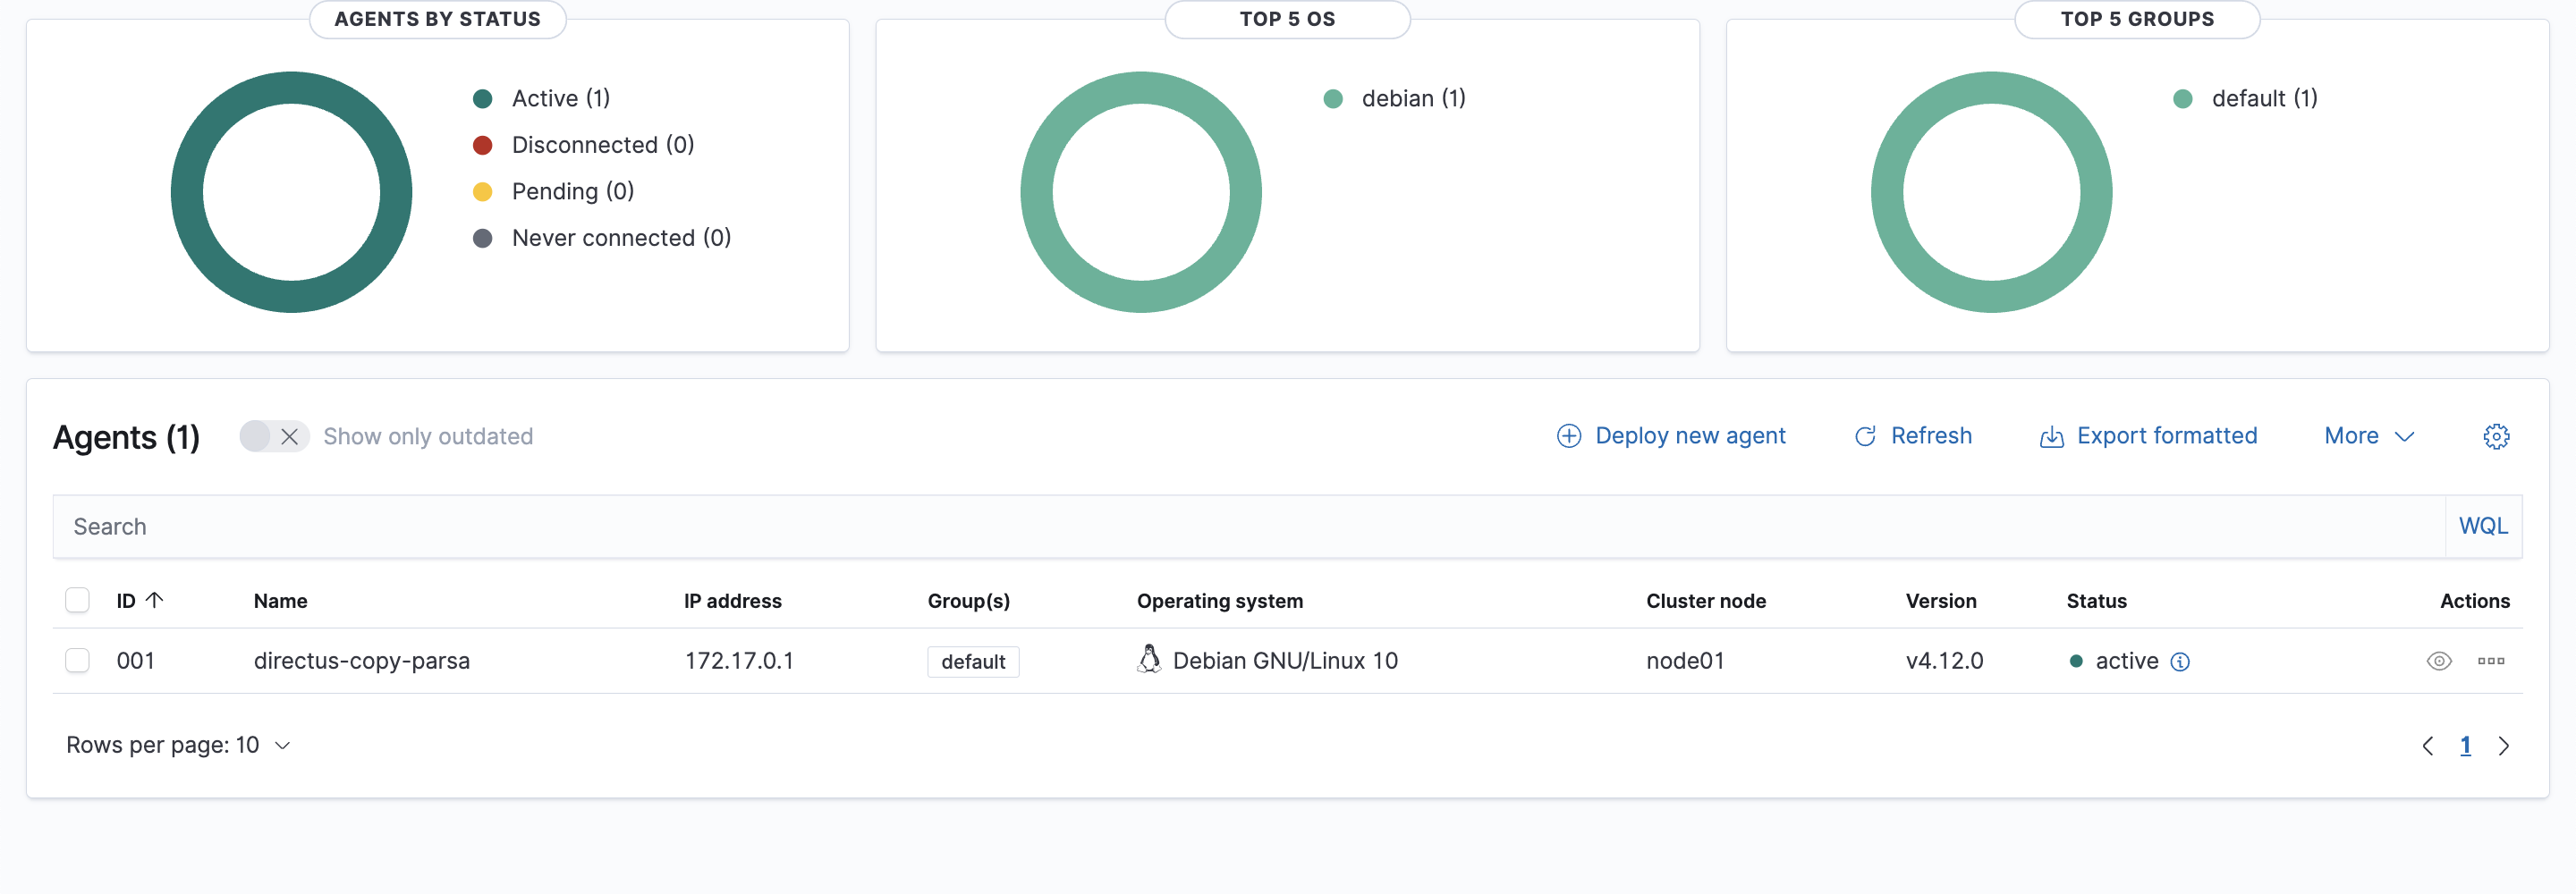 AGENTS BY STATUS
Active (1)
Disconnected (0)
Pending (0)
Never connected (0)
TOP 5 OS
debian (1)
TOP 5 GROUPS
default (1)
Agents (1) Show only outdated Deploy new agent Refresh Export formatted More
Search WQL
ID Name IP address Group(s) Operating system Cluster node Version Status Actions
001 directus-copy-parsa 172.17.0.1 default Debian GNU/Linux 10 node01 v4.12.0 active
Rows per page: 10 1